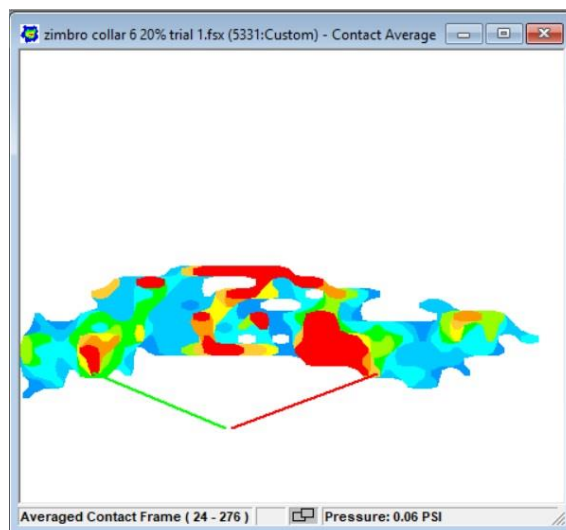 zimbro collar 6 20% trial 1.fsx (5331:Custom) - Contact Average
Averaged Contact Frame ( 24 - 276 ) Pressure: 0.06 PSI